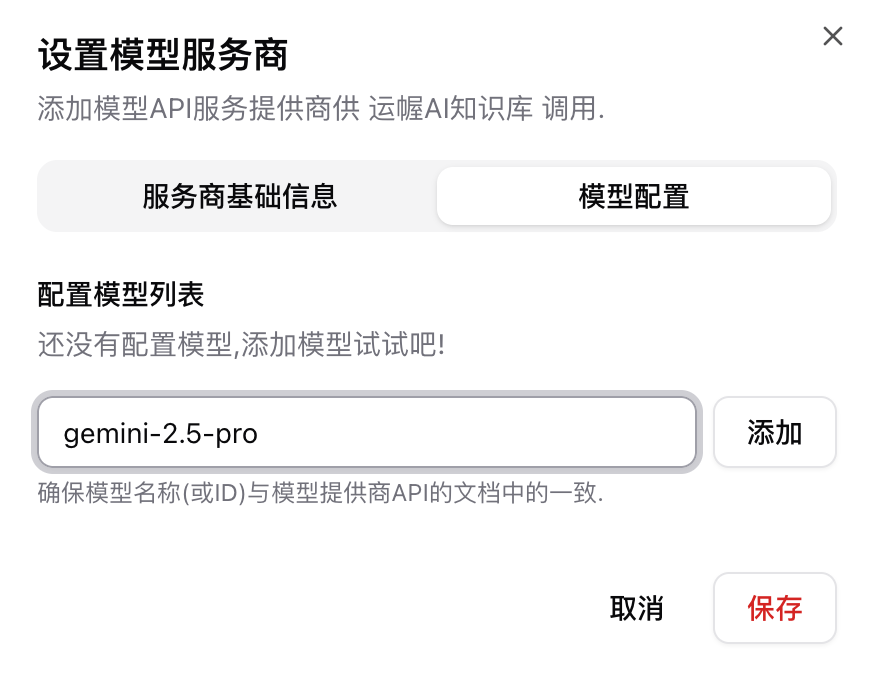 设置模型服务商
添加模型API服务提供商供 运幄AI知识库 调用.
服务商基础信息
模型配置
配置模型列表
还没有配置模型,添加模型试试吧!
gemini-2.5-pro
添加
确保模型名称(或ID)与模型提供商API的文档中的一致.
取消
保存